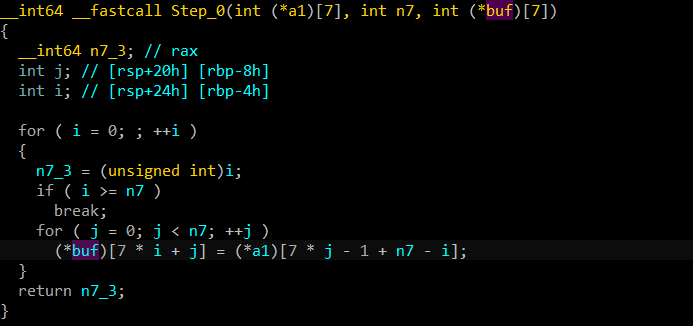 __int64 __fastcall Step_0(int (*a1)[7], int n7, int (*buf)[7])
{
  __int64 n7_3; // rax
  int j; // [rsp+20h] [rbp-8h]
  int i; // [rsp+24h] [rbp-4h]

  for ( i = 0; ; ++i )
  {
    n7_3 = (unsigned int)i;
    if ( i >= n7 )
      break;
    for ( j = 0; j < n7; ++j )
      (*buf)[7 * i + j] = (*a1)[7 * j - 1 + n7 - i];
  }
  return n7_3;
}